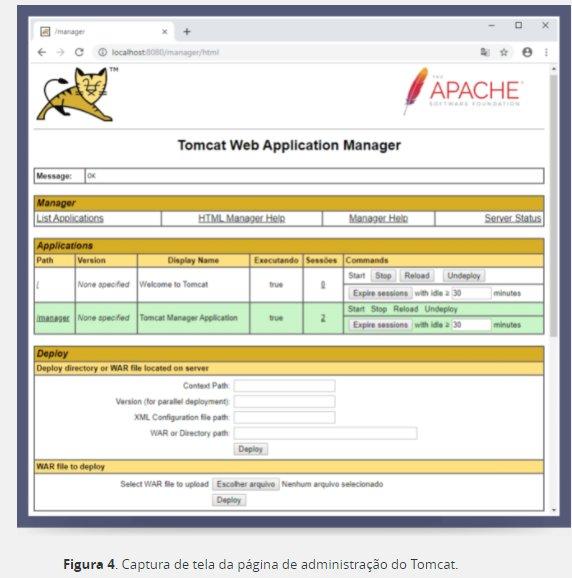 /manager
localhost:8080/manager/html
TM
THE
APACHE
SOFTWARE FOUNDATION
Tomcat Web Application Manager
Message: OK
Manager
List Applications HTML Manager Help Manager Help Server Status
Applications
Path Version Display Name Executando Sessões Commands
/ None specified Welcome to Tomcat true 0 Start Stop Reload Undeploy
Expire sessions with idle ≥ 30 minutes
/manager None specified Tomcat Manager Application true 2 Start Stop Reload Undeploy
Expire sessions with idle ≥ 30 minutes
Deploy
Deploy directory or WAR file located on server
Context Path:
Version (for parallel deployment):
XML Configuration file path:
WAR or Directory path:
Deploy
WAR file to deploy
Select WAR file to upload Escolher arquivo Nenhum arquivo selecionado
Deploy
Figura 4. Captura de tela da página de administração do Tomcat.